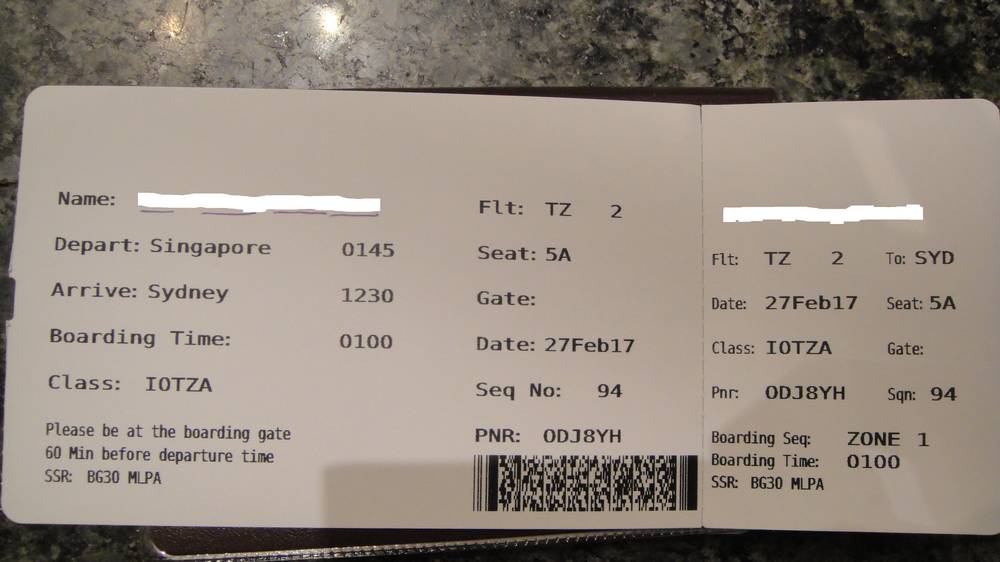 Name:
Depart: Singapore 0145
Arrive: Sydney 1230
Boarding Time: 0100
Class: IOTZA
Please be at the boarding gate
60 Min before departure time
SSR: BG30 MLPA
Flt: TZ 2
Seat: 5A
Gate:
Date: 27Feb17
Seq No: 94
PNR: ODJ8YH
Flt: TZ 2 To: SYD
Date: 27Feb17 Seat: 5A
Class: IOTZA Gate:
Pnr: ODJ8YH Sqn: 94
Boarding Seq: ZONE 1
Boarding Time: 0100
SSR: BG30 MLPA